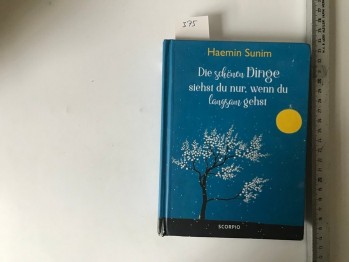 375
Haemin Sunim
Die schönen Dinge
siehst du nur, wenn du
langsam gehst
SCORPIO